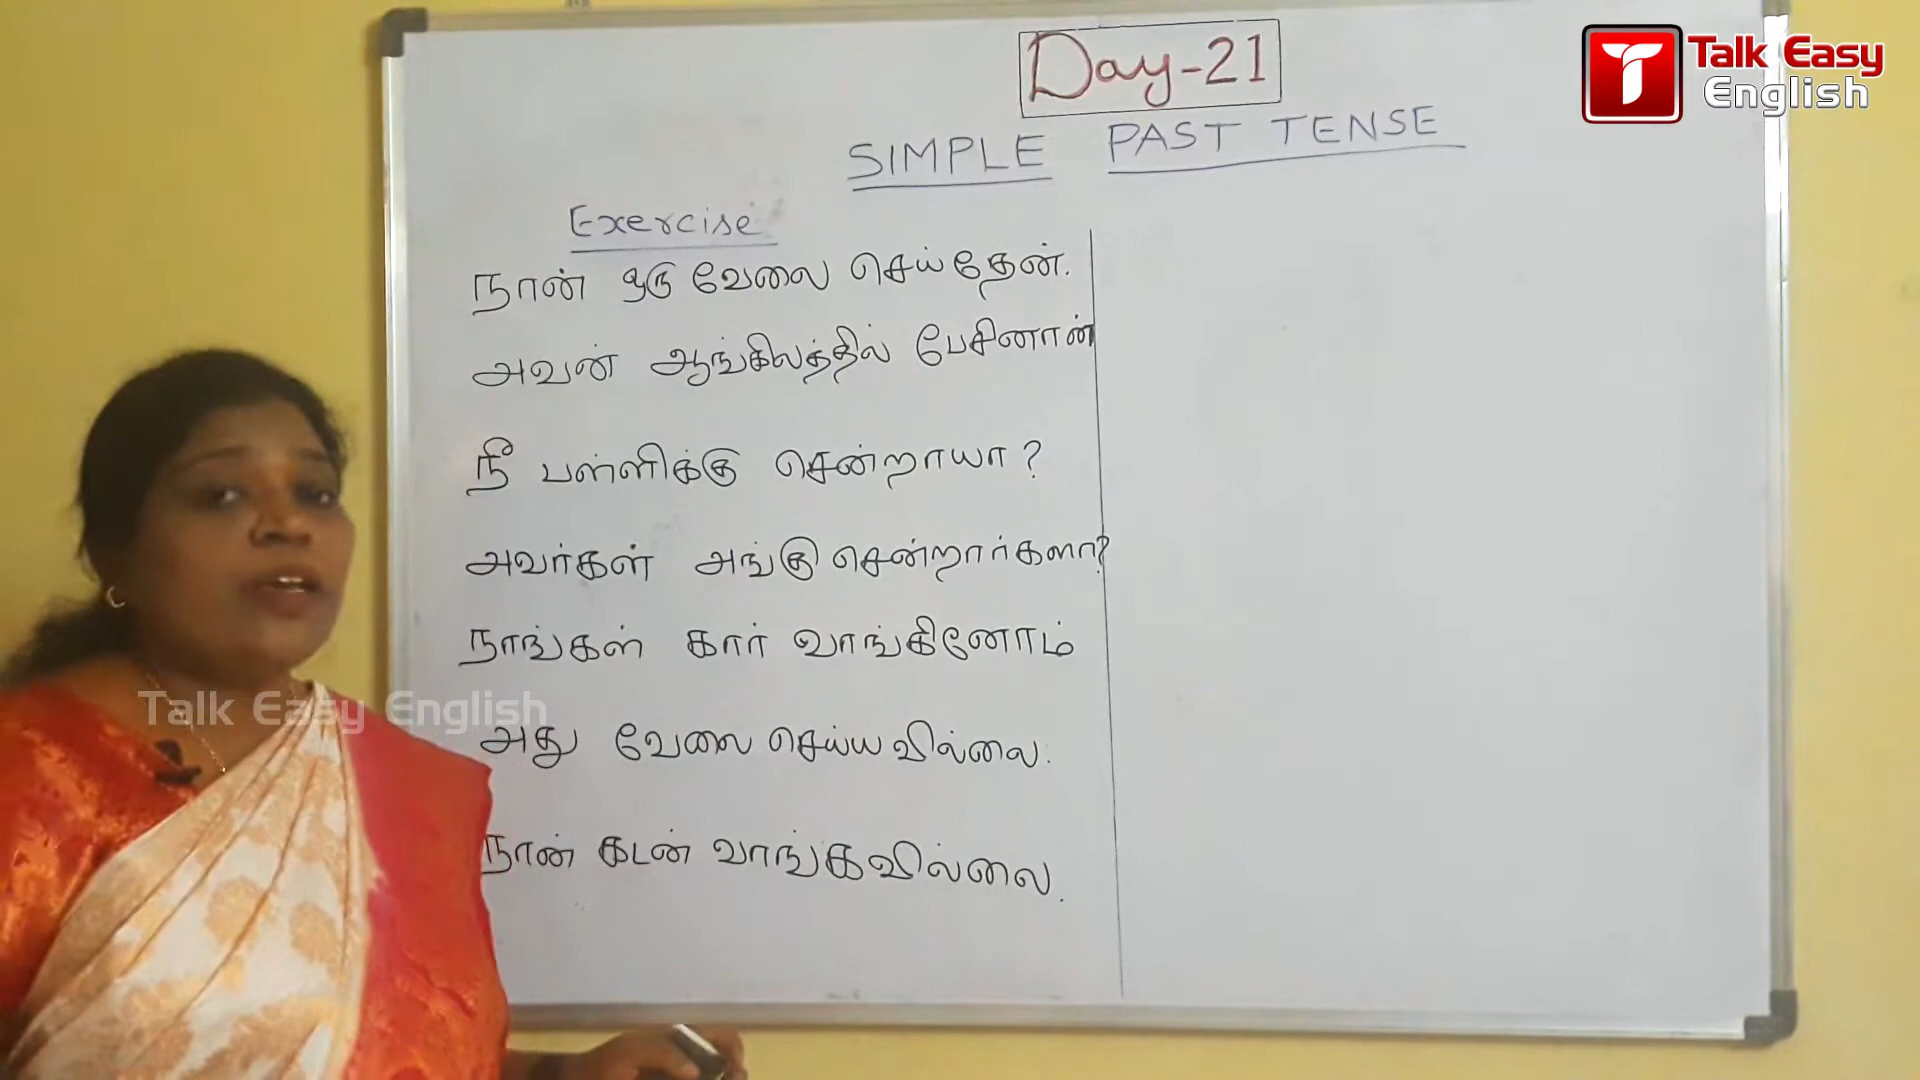 Day-21
Talk Easy
English
SIMPLE PAST TENSE
Exercise
நான் ஒரு வேலை செய்தேன்.
அவன் ஆங்கிலத்தில் பேசினான்
நீ பள்ளிக்கு சென்றாயா?
அவர்கள் அங்கு சென்றார்களா?
நாங்கள் கார் வாங்கினோம்
Talk Easy English
அது வேலை செய்யவில்லை.
நான் கடன் வாங்கவில்லை.